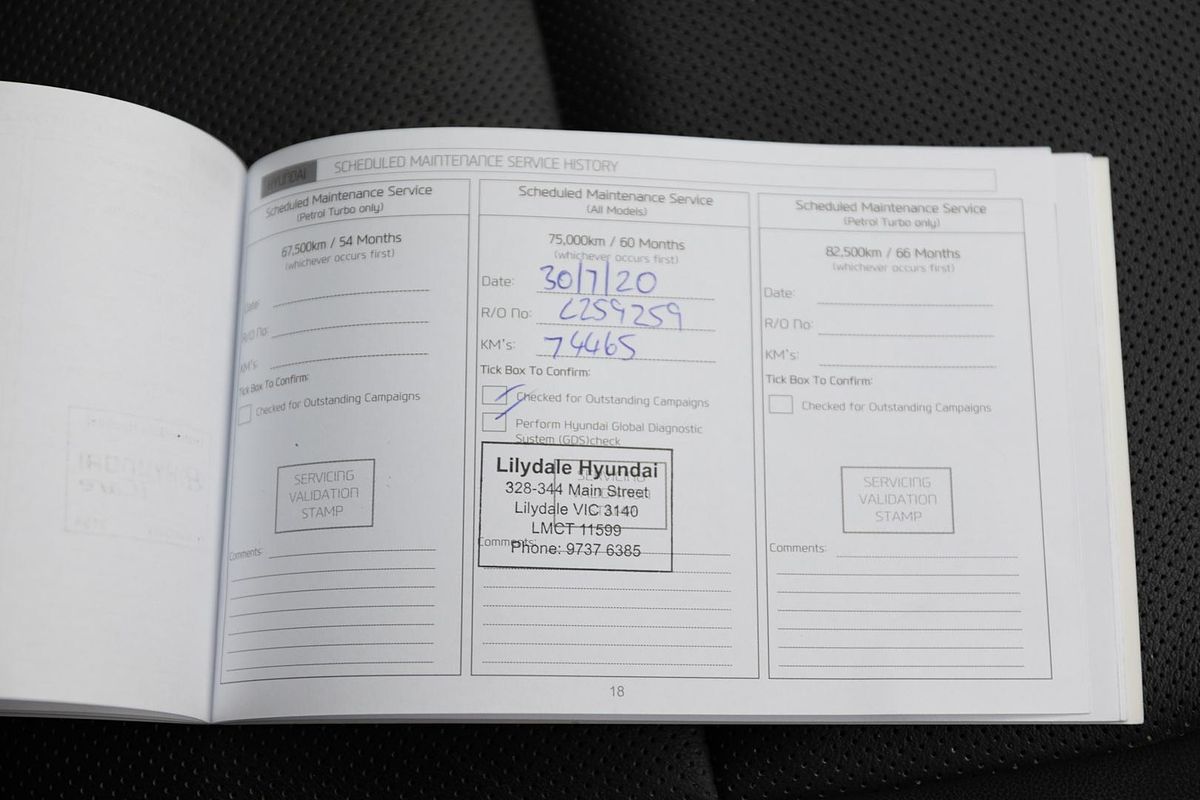 HYUNDAI SCHEDULED MAINTENANCE SERVICE HISTORY
Scheduled Maintenance Service
(Petrol Turbo only)
67,500km / 54 Months
(whichever occurs first)
Date:
R/O No:
KM's:
Tick Box To Confirm:
Checked for Outstanding Campaigns
SERVICING
VALIDATION
STAMP
Comments:
Scheduled Maintenance Service
(All Models)
75,000km / 60 Months
(whichever occurs first)
Date: 30/7/20
R/O No: C259259
KM's: 74465
Tick Box To Confirm:
Checked for Outstanding Campaigns
Perform Hyundai Global Diagnostic
System (GDS)check
Lilydale Hyundai
328-344 Main Street
Lilydale VIC 3140
LMCT 11599
Phone: 9737 6385
Comments:
Scheduled Maintenance Service
(Petrol Turbo only)
82,500km / 66 Months
(whichever occurs first)
Date:
R/O No:
KM's:
Tick Box To Confirm:
Checked for Outstanding Campaigns
SERVICING
VALIDATION
STAMP
Comments:
18